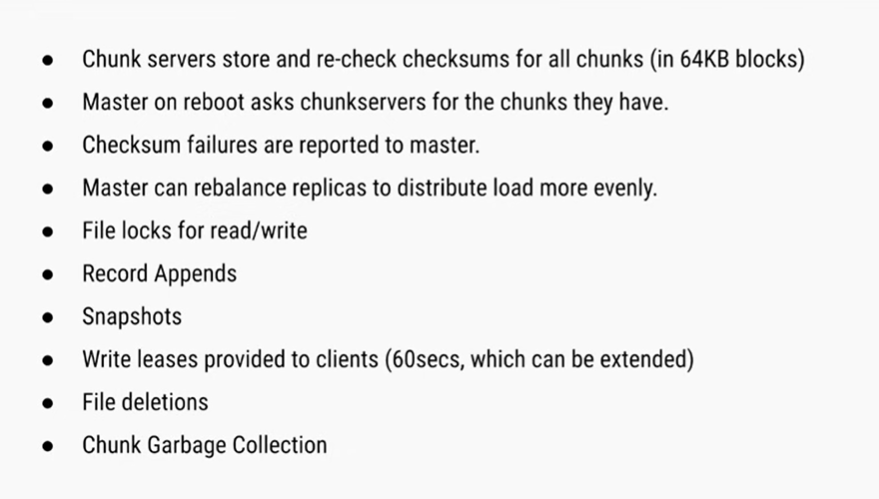 ● Chunk servers store and re-check checksums for all chunks (in 64KB blocks)
● Master on reboot asks chunkservers for the chunks they have.
● Checksum failures are reported to master.
● Master can rebalance replicas to distribute load more evenly.
● File locks for read/write
● Record Appends
● Snapshots
● Write leases provided to clients (60secs, which can be extended)
● File deletions
● Chunk Garbage Collection